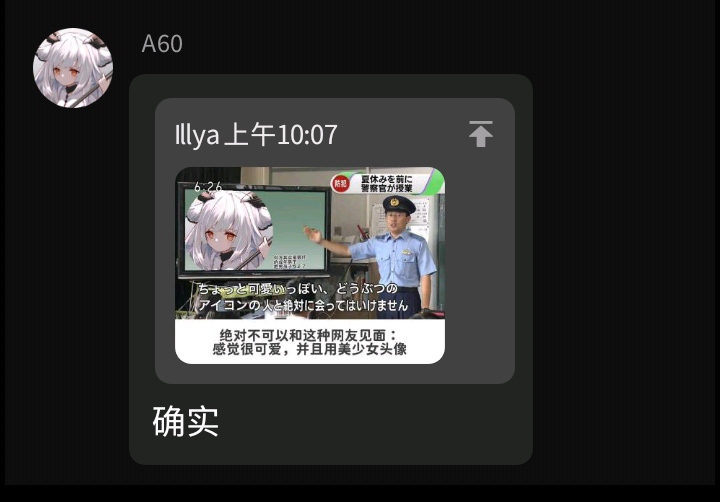 A60
Illya 上午10:07
6:26
防犯
夏休みを前に
警察官が授業
ちょっと可愛いっぽい、どうぶつの
アイコンの人と絶対に会ってはいけません
绝对不可以和这种网友见面：
感觉很可爱，并且用美少女头像
确实